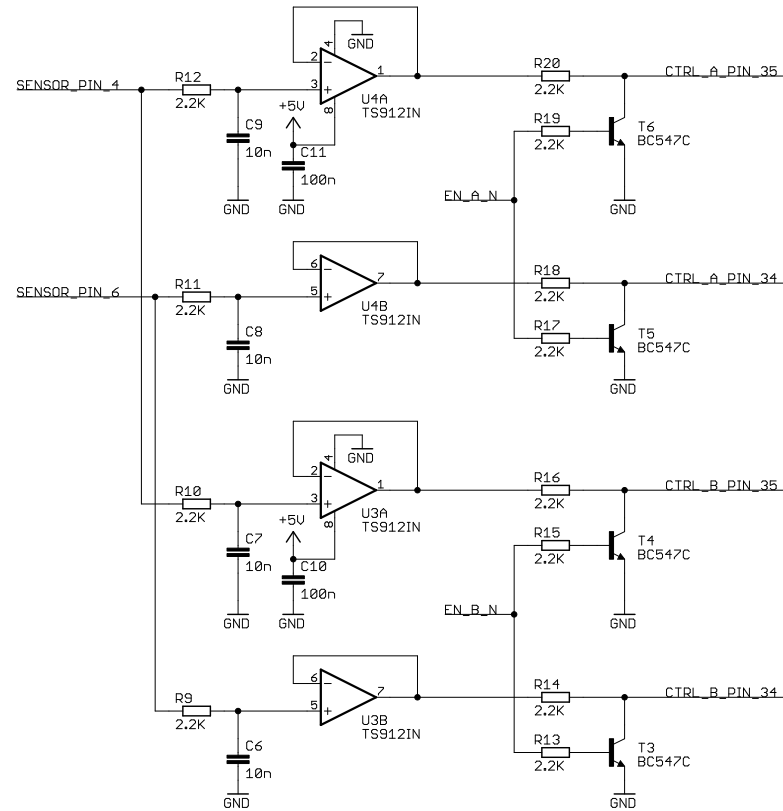 4
GND
2
1
R20
2.2K
CTRL_A_PIN_35
SENSOR_PIN_4
R12
2.2K
3
8
U4A
TS912IN
+5V
C9
10n
C11
100n
R19
2.2K
T6
BC547C
GND
GND
EN_A_N
GND
6
7
R18
2.2K
CTRL_A_PIN_34
SENSOR_PIN_6
R11
2.2K
5
U4B
TS912IN
C8
10n
R17
2.2K
T5
BC547C
GND
GND
4
GND
2
1
R16
2.2K
CTRL_B_PIN_35
R10
2.2K
3
8
U3A
TS912IN
+5V
C7
10n
C10
100n
R15
2.2K
T4
BC547C
GND
GND
EN_B_N
GND
6
7
R14
2.2K
CTRL_B_PIN_34
R9
2.2K
5
U3B
TS912IN
C6
10n
R13
2.2K
T3
BC547C
GND
GND